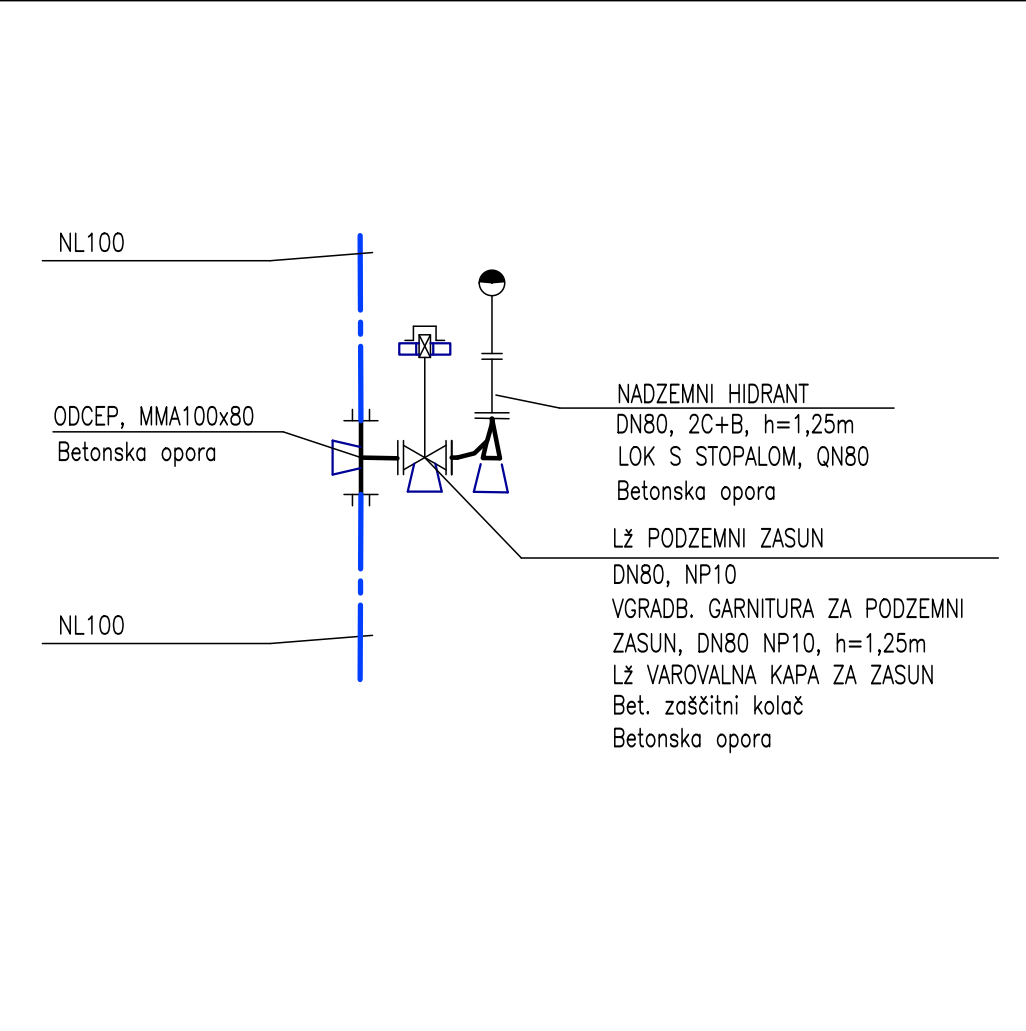 NL100
ODCEP, MMA100x80
Betonska opora
NL100
NADZEMNI HIDRANT
DN80, 2C+B, h=1,25m
LOK S STOPALOM, QN80
Betonska opora
Lž PODZEMNI ZASUN
DN80, NP10
VGRADB. GARNITURA ZA PODZEMNI
ZASUN, DN80 NP10, h=1,25m
Lž VAROVALNA KAPA ZA ZASUN
Bet. zaščitni kolač
Betonska opora